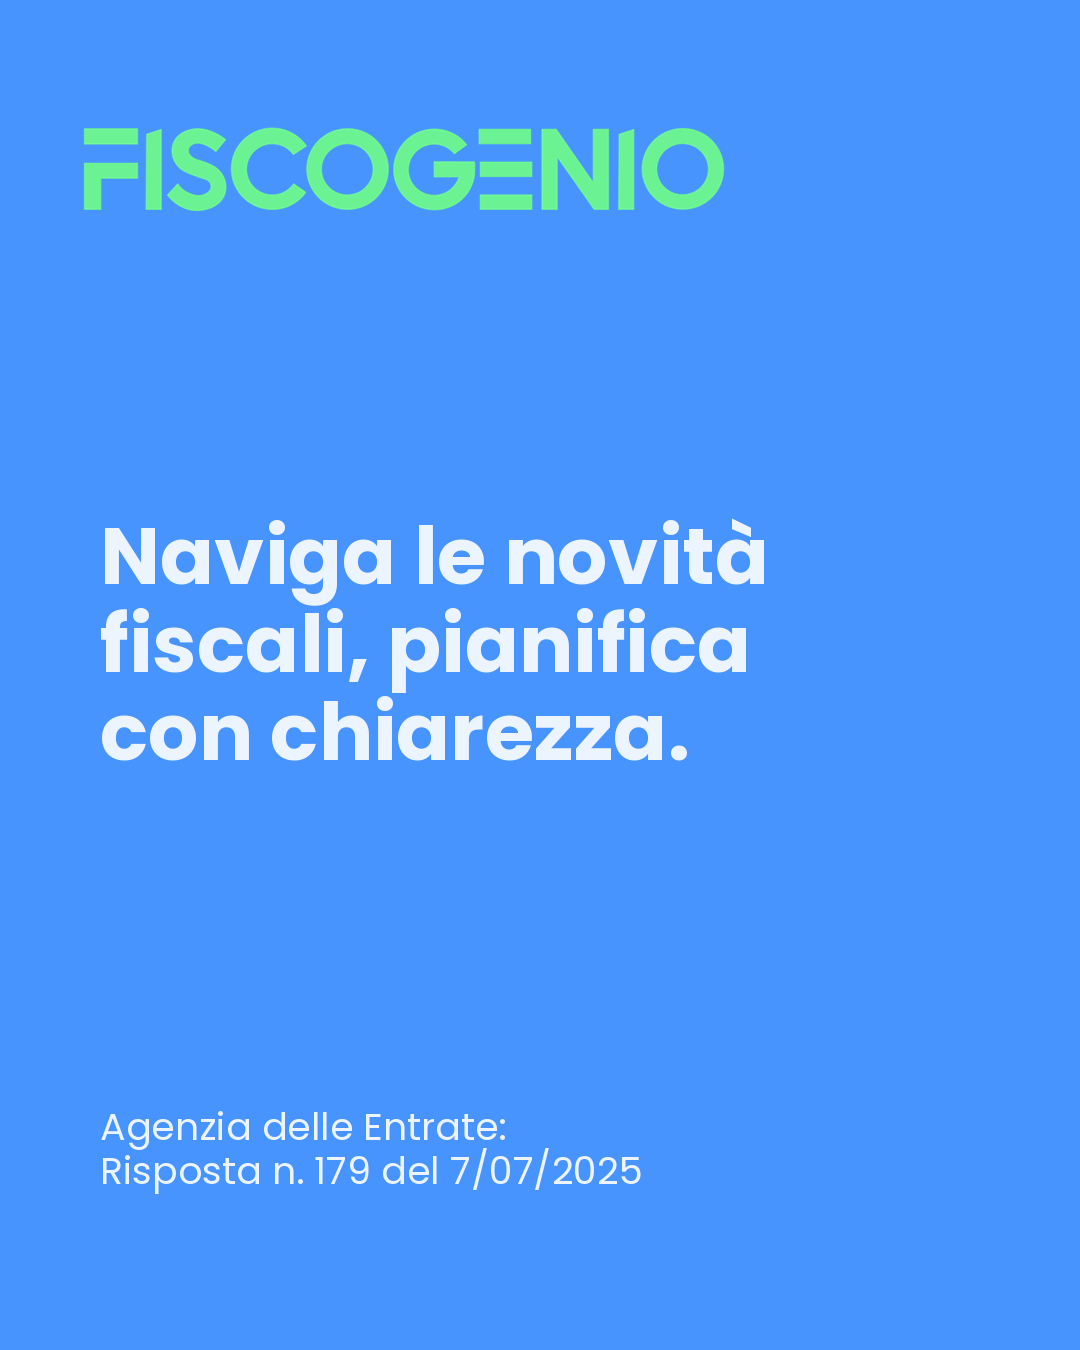 FISCOGENIO
Naviga le novità
fiscali, pianifica
con chiarezza.
Agenzia delle Entrate:
Risposta n. 179 del 7/07/2025